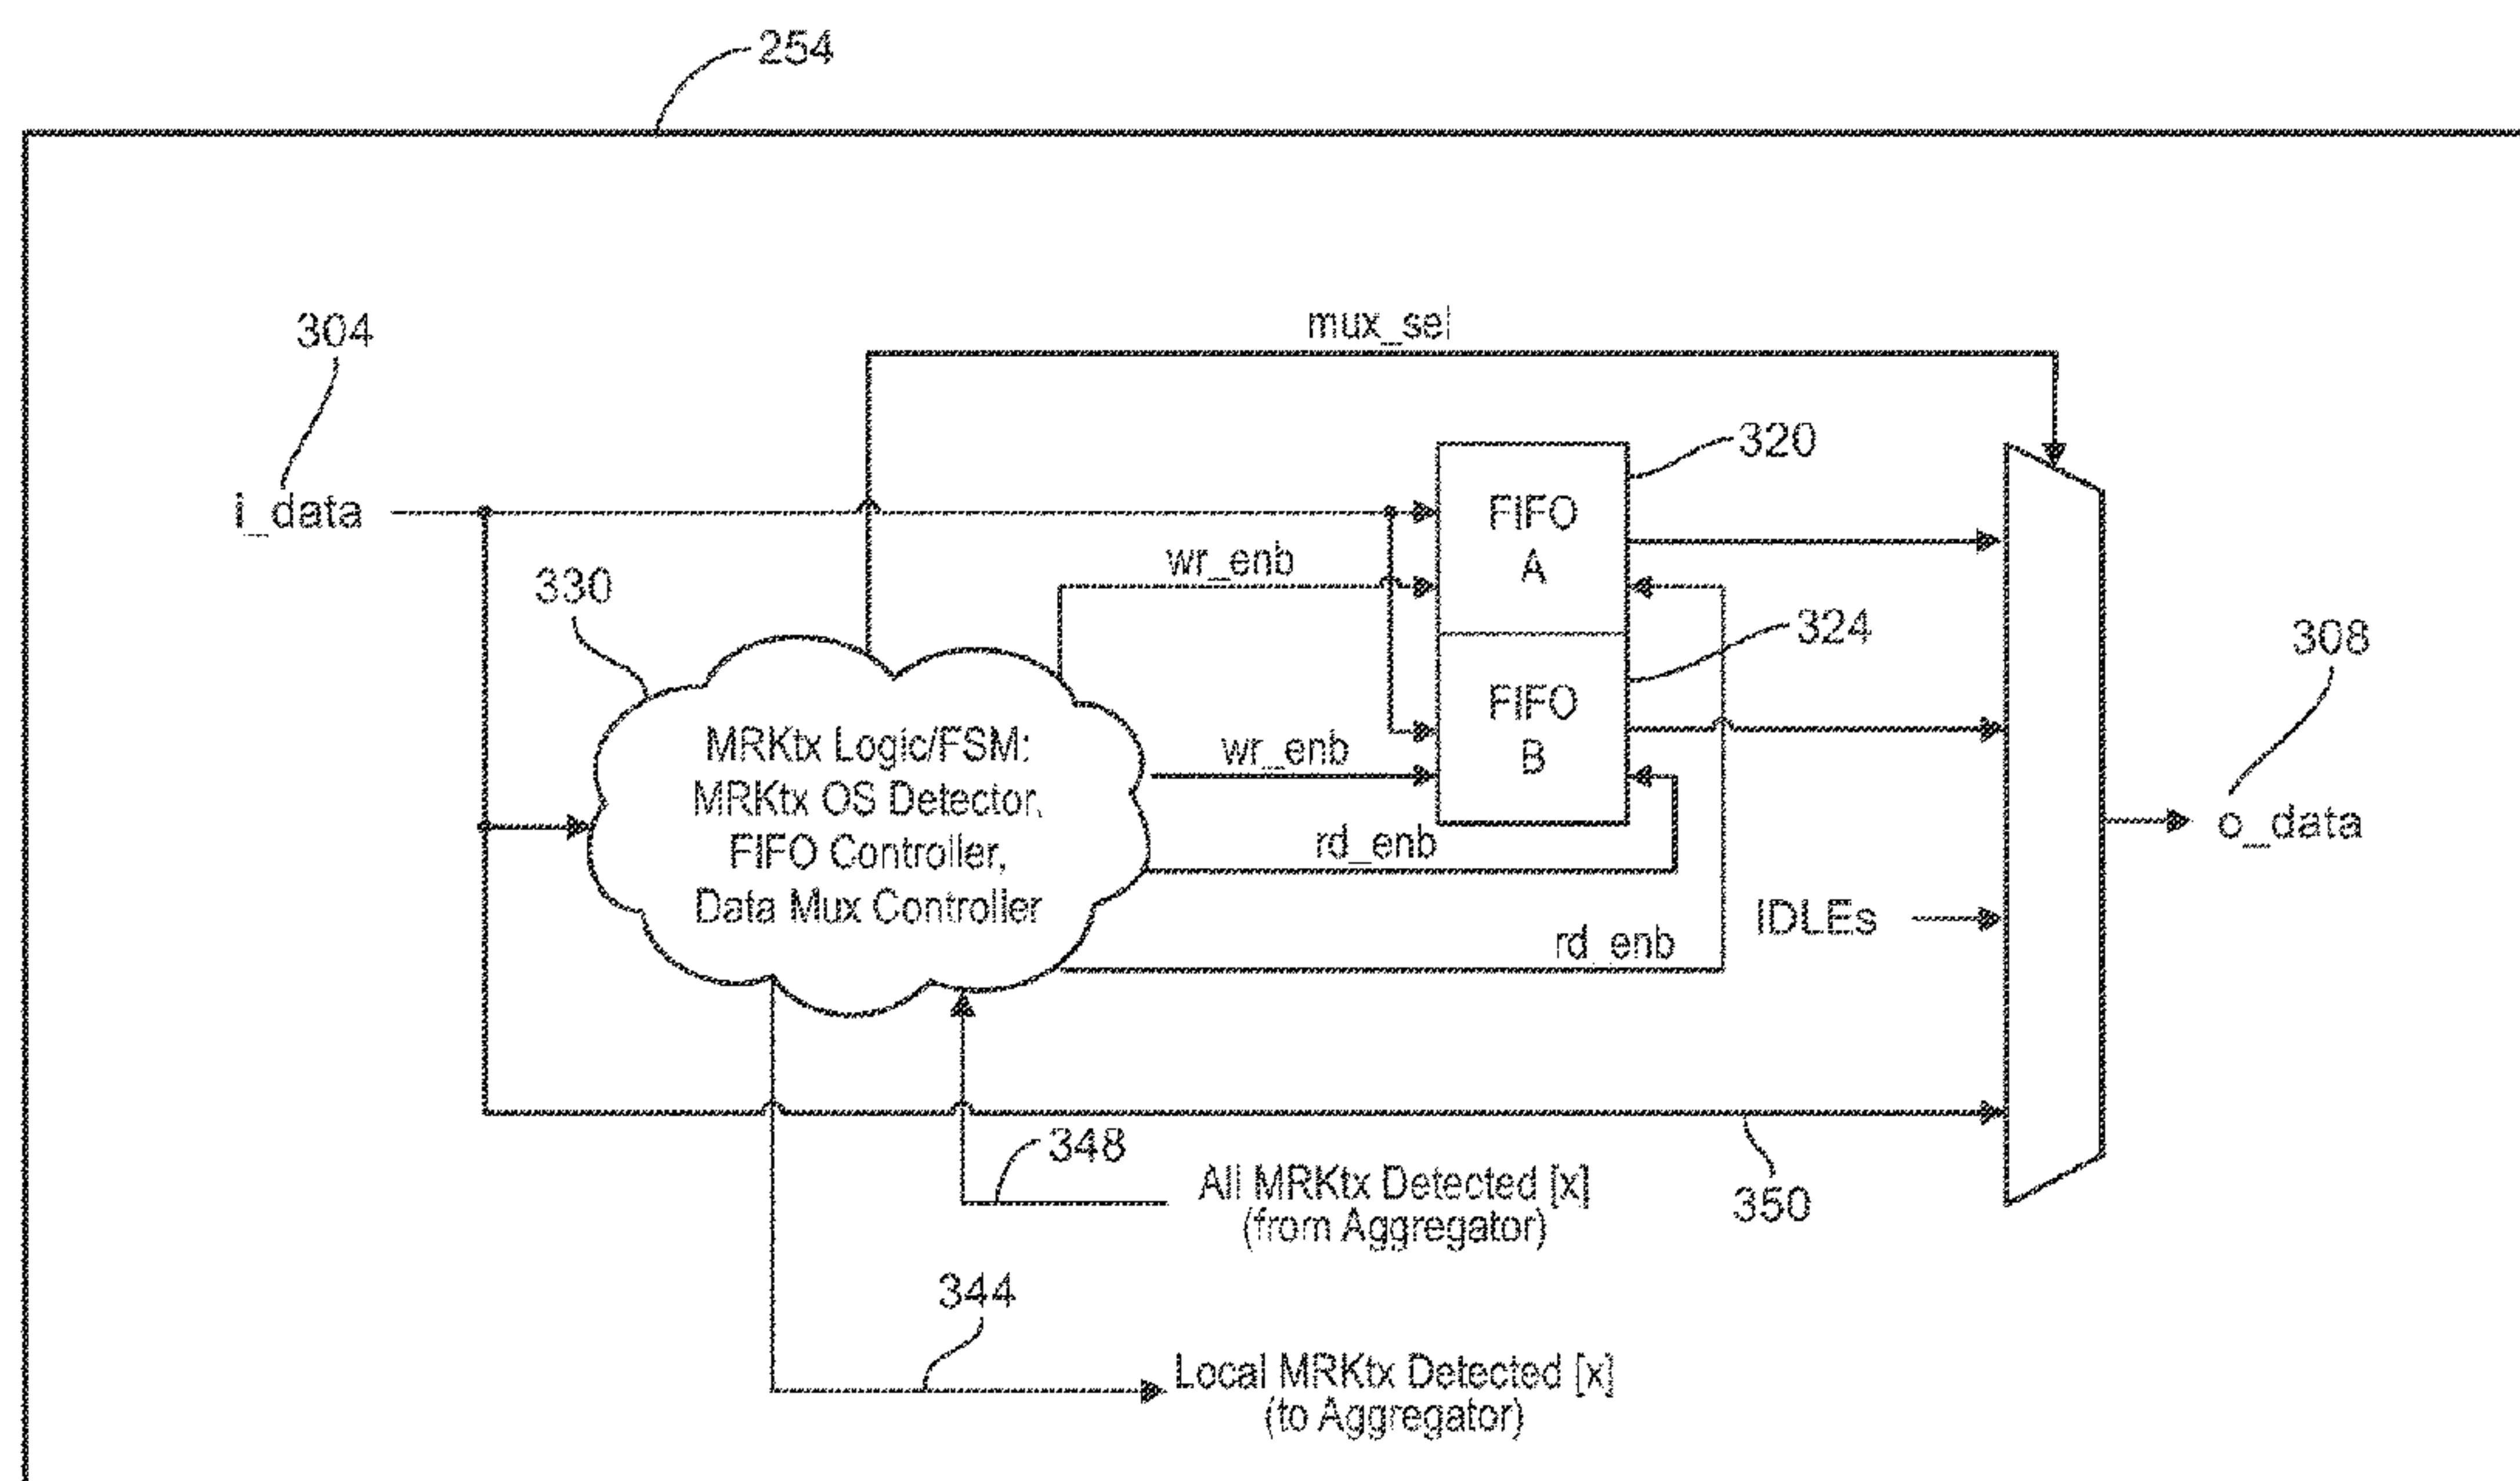 254
mux_sel
304
320
i_data
FIFO
A
wr_enb
330
324
308
FIFO
B
MRKtx Logic/FSM:
MRKtx OS Detector,
FIFO Controller,
Data Mux Controller
wr_enb
rd_enb
o_data
IDLEs
rd_enb
348
All MRKtx Detected [x]
(from Aggregator)
350
344
Local MRKtx Detected [x]
(to Aggregator)